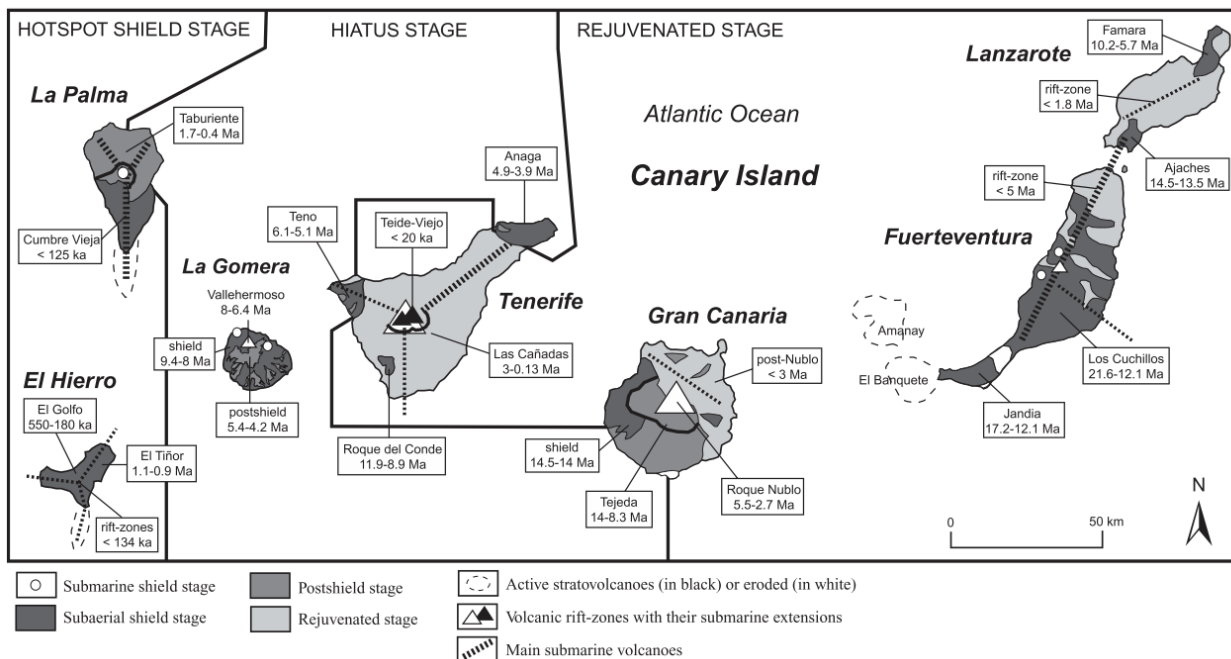 HOTSPOT SHIELD STAGE
HIATUS STAGE
REJUVENATED STAGE
La Palma
Taburiente
1.7-0.4 Ma
Cumbre Vieja
< 125 ka
El Hierro
El Golfo
550-180 ka
El Tiñor
1.1-0.9 Ma
rift-zones
< 134 ka
La Gomera
Vallehermoso
8-6.4 Ma
shield
9.4-8 Ma
postshield
5.4-4.2 Ma
Anaga
4.9-3.9 Ma
Teno
6.1-5.1 Ma
Teide-Viejo
< 20 ka
Tenerife
Las Cañadas
3-0.13 Ma
Roque del Conde
11.9-8.9 Ma
Atlantic Ocean
Canary Island
Gran Canaria
post-Nublo
< 3 Ma
shield
14.5-14 Ma
Tejeda
14-8.3 Ma
Roque Nublo
5.5-2.7 Ma
Lanzarote
Famara
10.2-5.7 Ma
rift-zone
< 1.8 Ma
Ajaches
14.5-13.5 Ma
rift-zone
< 5 Ma
Fuerteventura
Amanay
El Banquete
Los Cuchillos
21.6-12.1 Ma
Jandia
17.2-12.1 Ma
N
0 50 km
Submarine shield stage
Subaerial shield stage
Postshield stage
Rejuvenated stage
Active stratovolcanoes (in black) or eroded (in white)
Volcanic rift-zones with their submarine extensions
Main submarine volcanoes